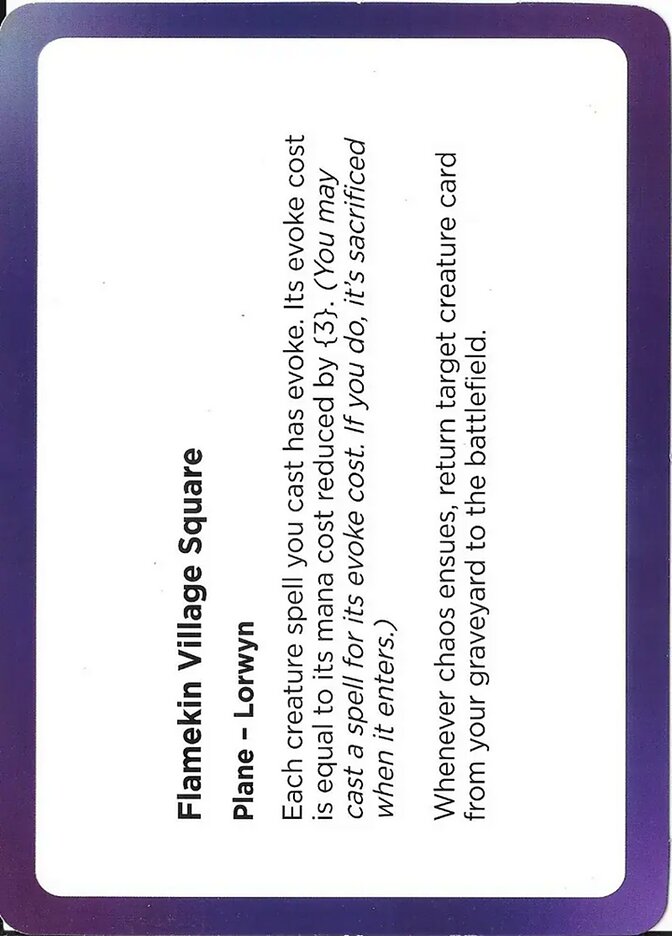 Flamekin Village Square
Plane – Lorwyn
Each creature spell you cast has evoke. Its evoke cost
is equal to its mana cost reduced by {3}. (You may
cast a spell for its evoke cost. If you do, it's sacrificed
when it enters.)
Whenever chaos ensues, return target creature card
from your graveyard to the battlefield.